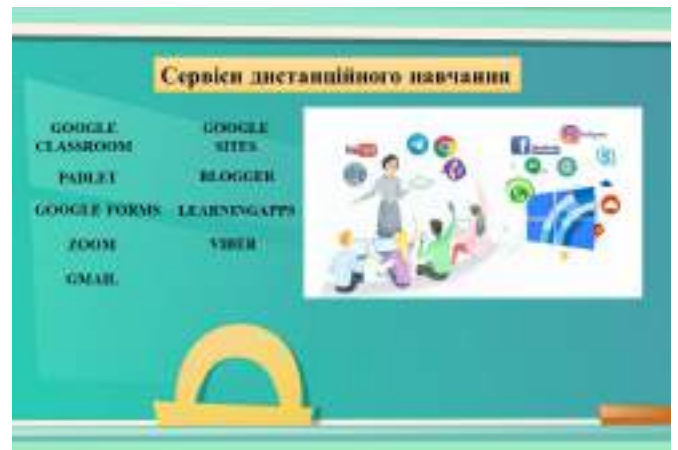 Сервіси дистанційного навчання
GOOGLE
CLASSROOM
PADLET
GOOGLE FORMS
ZOOM
GMAIL
GOOGLE
SITES
BLOGGER
LEARNINGAPPS
VIBER